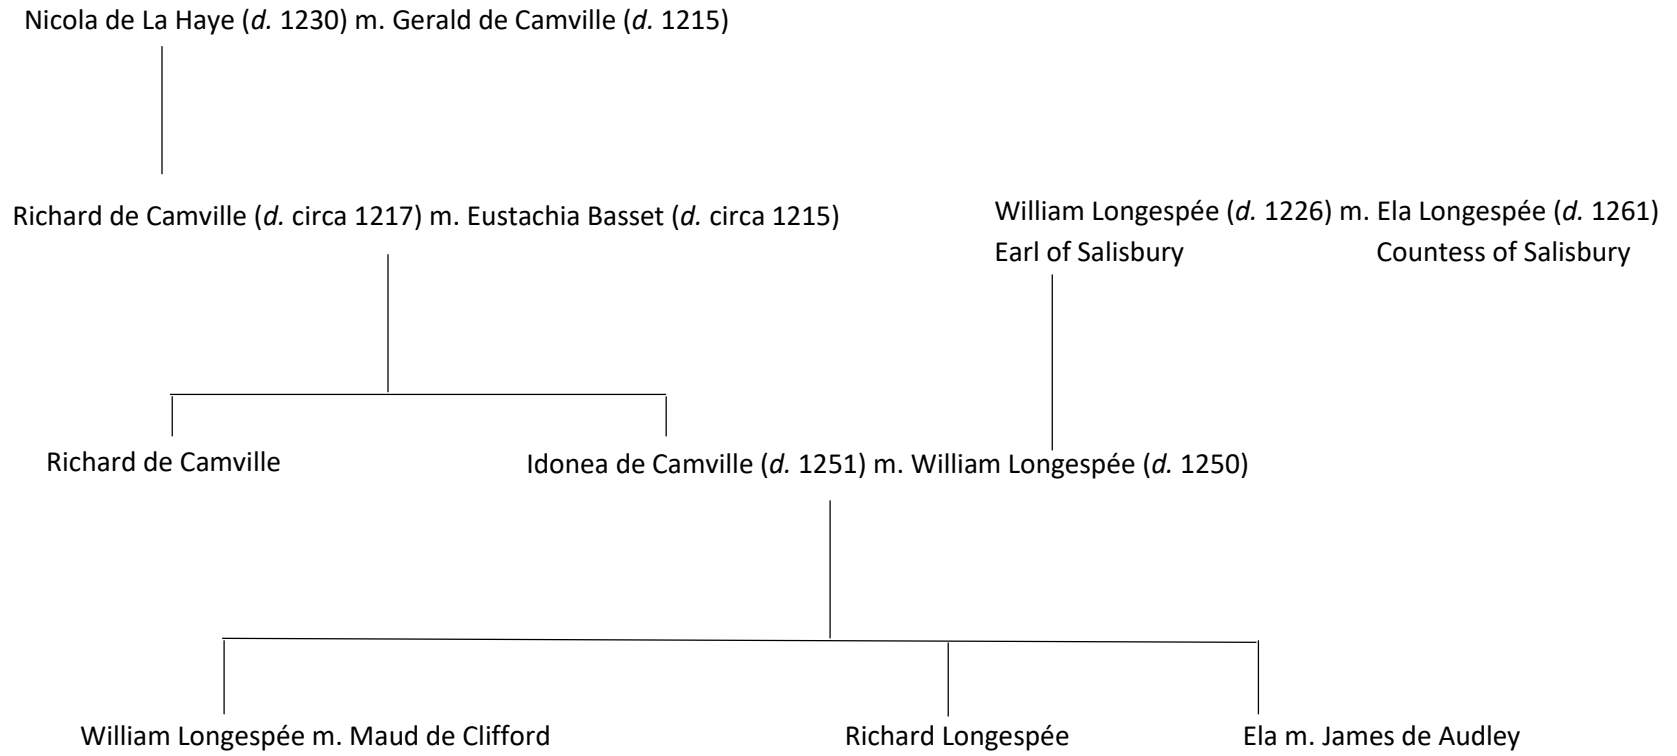 Nicola de La Haye (d. 1230) m. Gerald de Camville (d. 1215)
Richard de Camville (d. circa 1217) m. Eustachia Basset (d. circa 1215)
William Longespée (d. 1226) m. Ela Longespée (d. 1261)
Earl of Salisbury Countess of Salisbury
Richard de Camville
Idonea de Camville (d. 1251) m. William Longespée (d. 1250)
William Longespée m. Maud de Clifford
Richard Longespée
Ela m. James de Audley